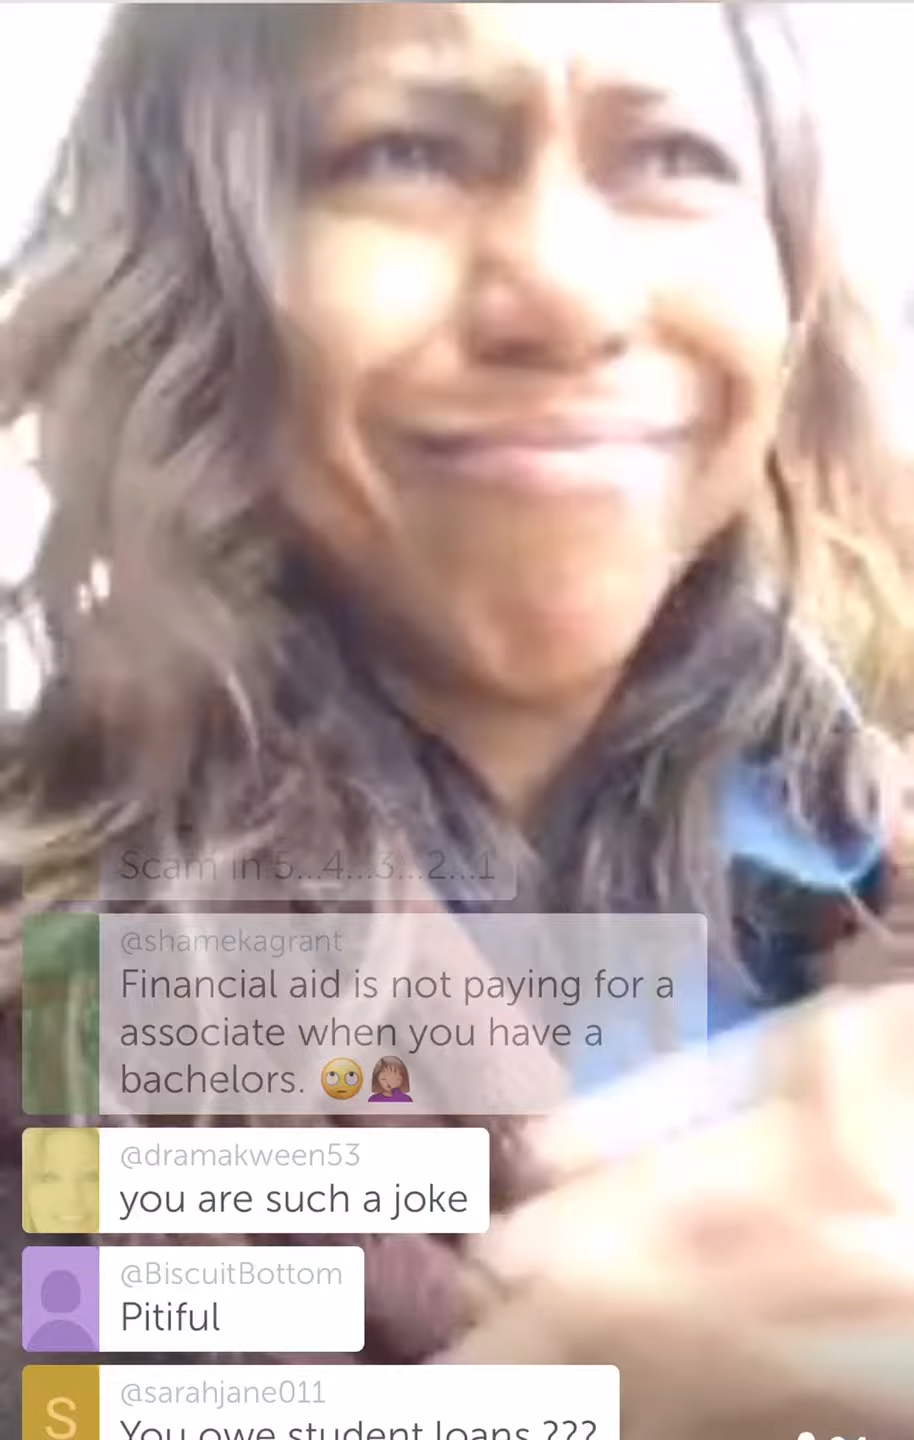 Scam in 5...4...3...2...1
@shamekagrant
Financial aid is not paying for a
associate when you have a
bachelors. 🙄🤦🏽‍♀️
@dramakween53
you are such a joke
@BiscuitBottom
Pitiful
S
@sarahjane011
You owe student loans ???